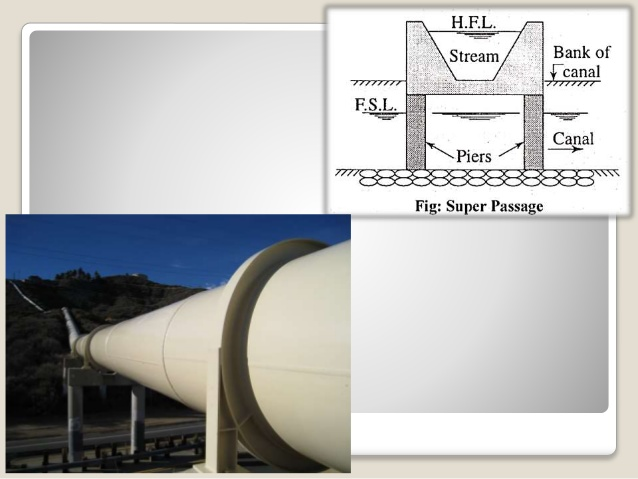 H.F.L.
Stream
Bank of
canal
F.S.L.
Canal
Piers
Fig: Super Passage